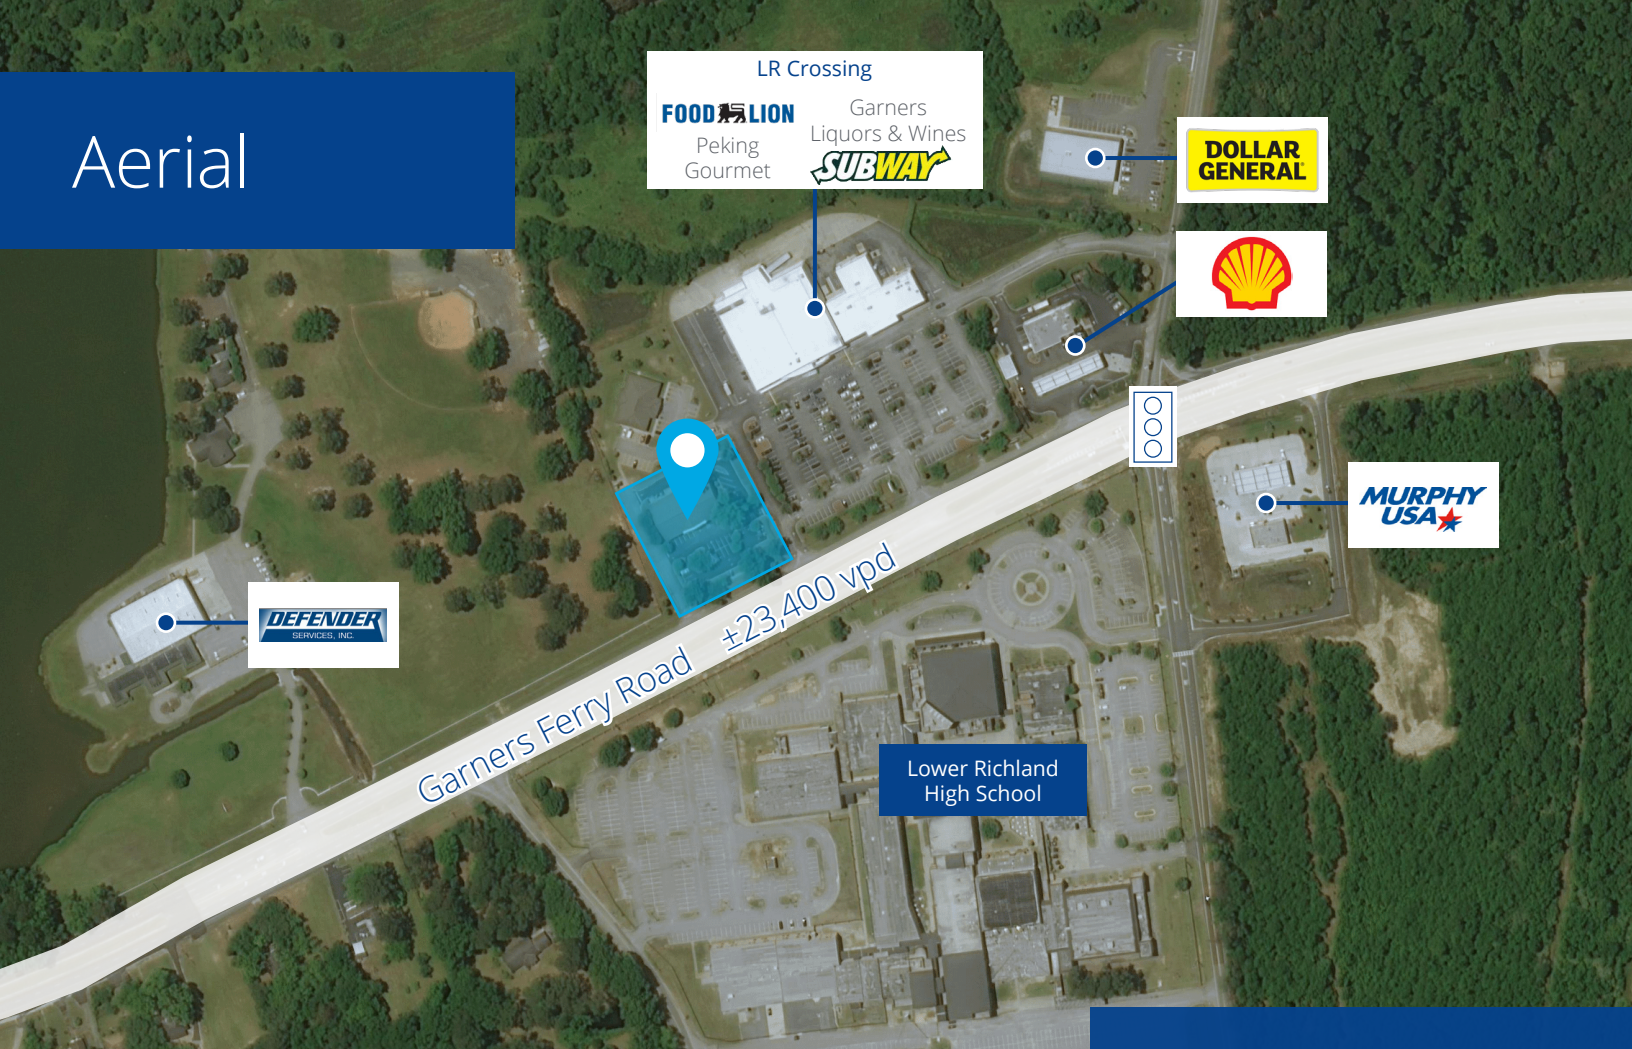 Aerial
LR Crossing
FOOD LION
Peking
Gourmet
Garners
Liquors & Wines
SUBWAY
DOLLAR
GENERAL
MURPHY
USA
DEFENDER
SERVICES, INC.
Garners Ferry Road ±23,400 vpd
Lower Richland
High School